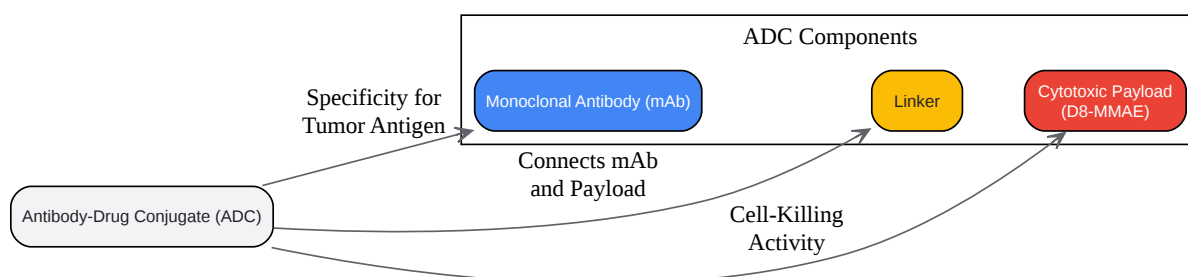 ADC Components
Specificity for
Tumor Antigen
Monoclonal Antibody (mAb)
Linker
Cytotoxic Payload
(D8-MMAE)
Connects mAb
and Payload
Antibody-Drug Conjugate (ADC)
Cell-Killing
Activity